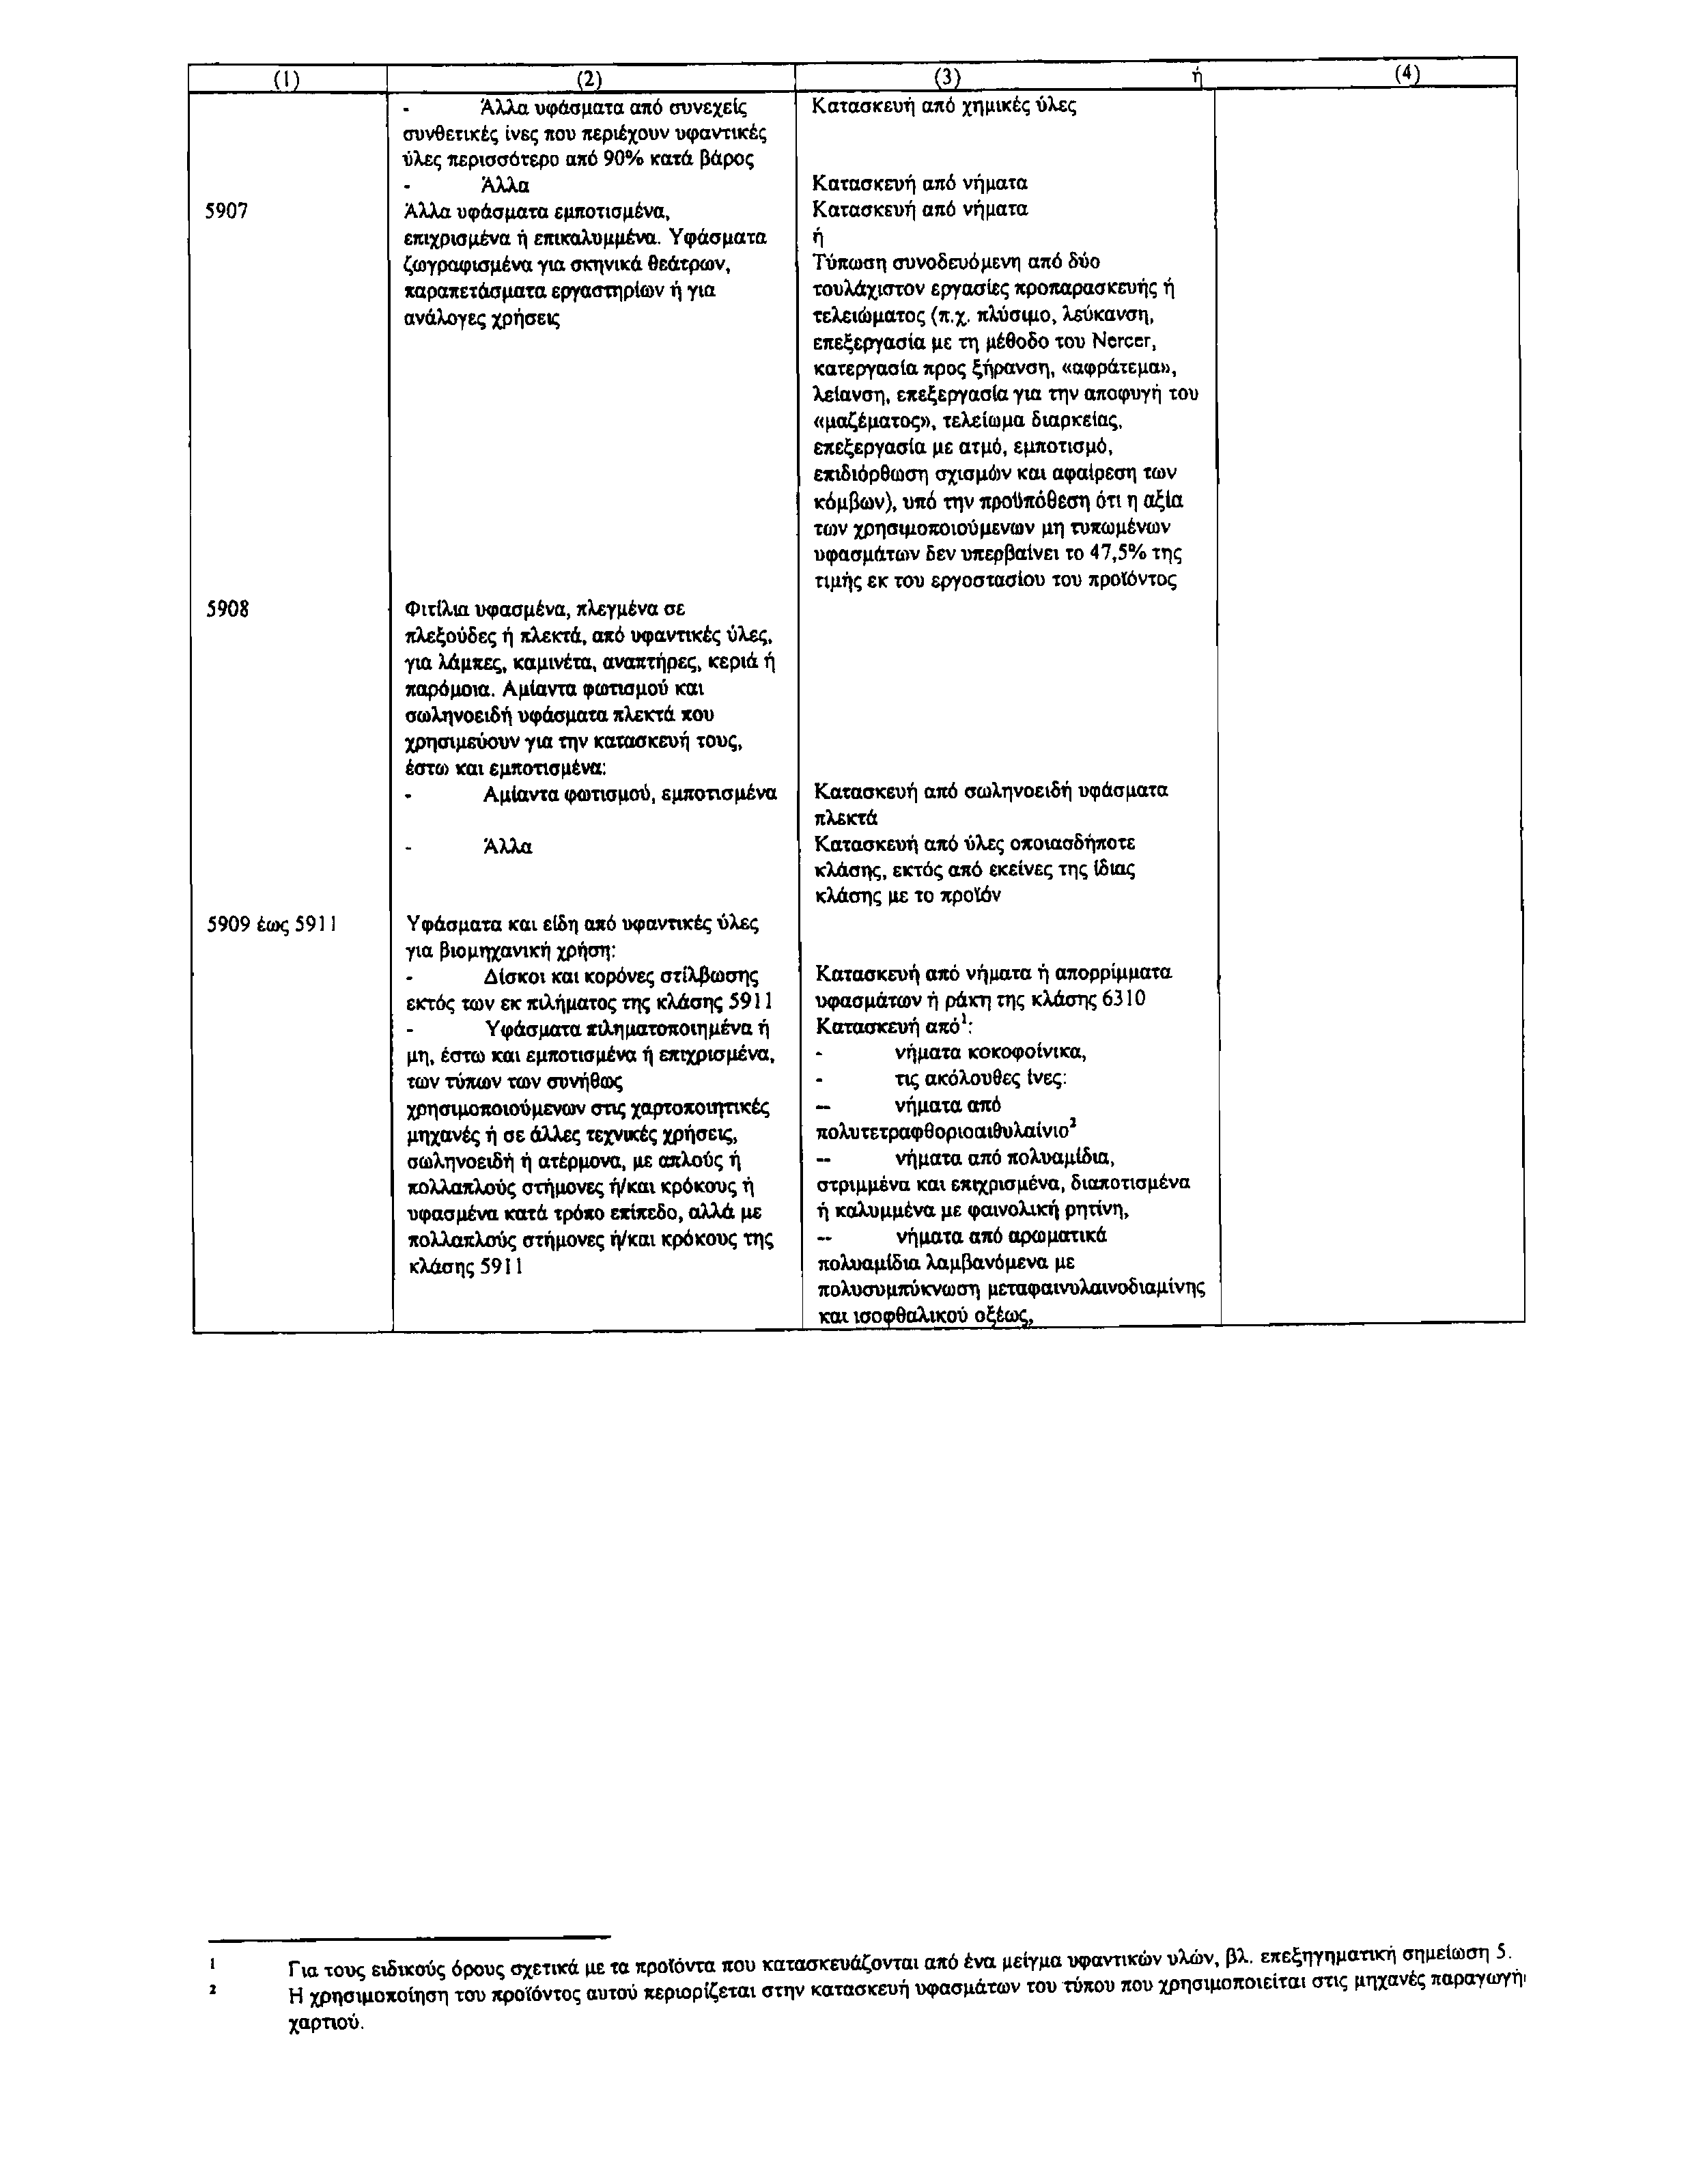 (1) (2) (3) ή (4)
- Άλλα υφάσματα από συνεχείς
συνθετικές ίνες που περιέχουν υφαντικές
ύλες περισσότερο από 90% κατά βάρος
Κατασκευή από χημικές ύλες
- Άλλα
Κατασκευή από νήματα
5907
Άλλα υφάσματα εμποτισμένα,
επιχρισμένα ή επικαλυμμένα. Υφάσματα
ζωγραφισμένα για σκηνικά θεάτρων,
παραπετάσματα εργαστηρίων ή για
ανάλογες χρήσεις
Κατασκευή από νήματα
ή
Τύπωση συνοδευόμενη από δύο
τουλάχιστον εργασίες προπαρασκευής ή
τελειώματος (π.χ. πλύσιμο, λεύκανση,
επεξεργασία με τη μέθοδο του Nercer,
κατεργασία προς ξήρανση, «αφράτεμα»,
λείανση, επεξεργασία για την αποφυγή του
«μαζέματος», τελείωμα διαρκείας,
επεξεργασία με ατμό, εμποτισμό,
επιδιόρθωση σχισμών και αφαίρεση των
κόμβων), υπό την προϋπόθεση ότι η αξία
των χρησιμοποιούμενων μη τυπωμένων
υφασμάτων δεν υπερβαίνει το 47,5% της
τιμής εκ του εργοστασίου του προϊόντος
5908
Φιτίλια υφασμένα, πλεγμένα σε
πλεξούδες ή πλεκτά, από υφαντικές ύλες,
για λάμπες, καμινέτα, αναπτήρες, κεριά ή
παρόμοια. Αμίαντα φωτισμού και
σωληνοειδή υφάσματα πλεκτά που
χρησιμεύουν για την κατασκευή τους,
έστω και εμποτισμένα:
- Αμίαντα φωτισμού, εμποτισμένα
Κατασκευή από σωληνοειδή υφάσματα
πλεκτά
- Άλλα
Κατασκευή από ύλες οποιασδήποτε
κλάσης, εκτός από εκείνες της ίδιας
κλάσης με το προϊόν
5909 έως 5911
Υφάσματα και είδη από υφαντικές ύλες
για βιομηχανική χρήση:
- Δίσκοι και κορόνες στίλβωσης
εκτός των εκ πιλήματος της κλάσης 5911
Κατασκευή από νήματα ή απορρίμματα
υφασμάτων ή ράκη της κλάσης 6310
- Υφάσματα πιληματοποιημένα ή
μη, έστω και εμποτισμένα ή επιχρισμένα,
των τύπων των συνήθως
χρησιμοποιούμενων στις χαρτοποιητικές
μηχανές ή σε άλλες τεχνικές χρήσεις,
σωληνοειδή ή ατέρμονα, με απλούς ή
πολλαπλούς στήμονες ή/και κρόκους ή
υφασμένα κατά τρόπο επίπεδο, αλλά με
πολλαπλούς στήμονες ή/και κρόκους της
κλάσης 5911
Κατασκευή από¹:
- νήματα κοκοφοίνικα,
- τις ακόλουθες ίνες:
-- νήματα από
πολυτετραφθοριοαιθυλαίνιο²
-- νήματα από πολυαμίδια,
στριμμένα και επιχρισμένα, διαποτισμένα
ή καλυμμένα με φαινολική ρητίνη,
-- νήματα από αρωματικά
πολυαμίδια λαμβανόμενα με
πολυσυμπύκνωση μεταφαινυλαινοδιαμίνης
και ισοφθαλικού οξέως,
¹ Για τους ειδικούς όρους σχετικά με τα προϊόντα που κατασκευάζονται από ένα μείγμα υφαντικών υλών, βλ. επεξηγηματική σημείωση 5.
² Η χρησιμοποίηση του προϊόντος αυτού περιορίζεται στην κατασκευή υφασμάτων του τύπου που χρησιμοποιείται στις μηχανές παραγωγή
χαρτιού.